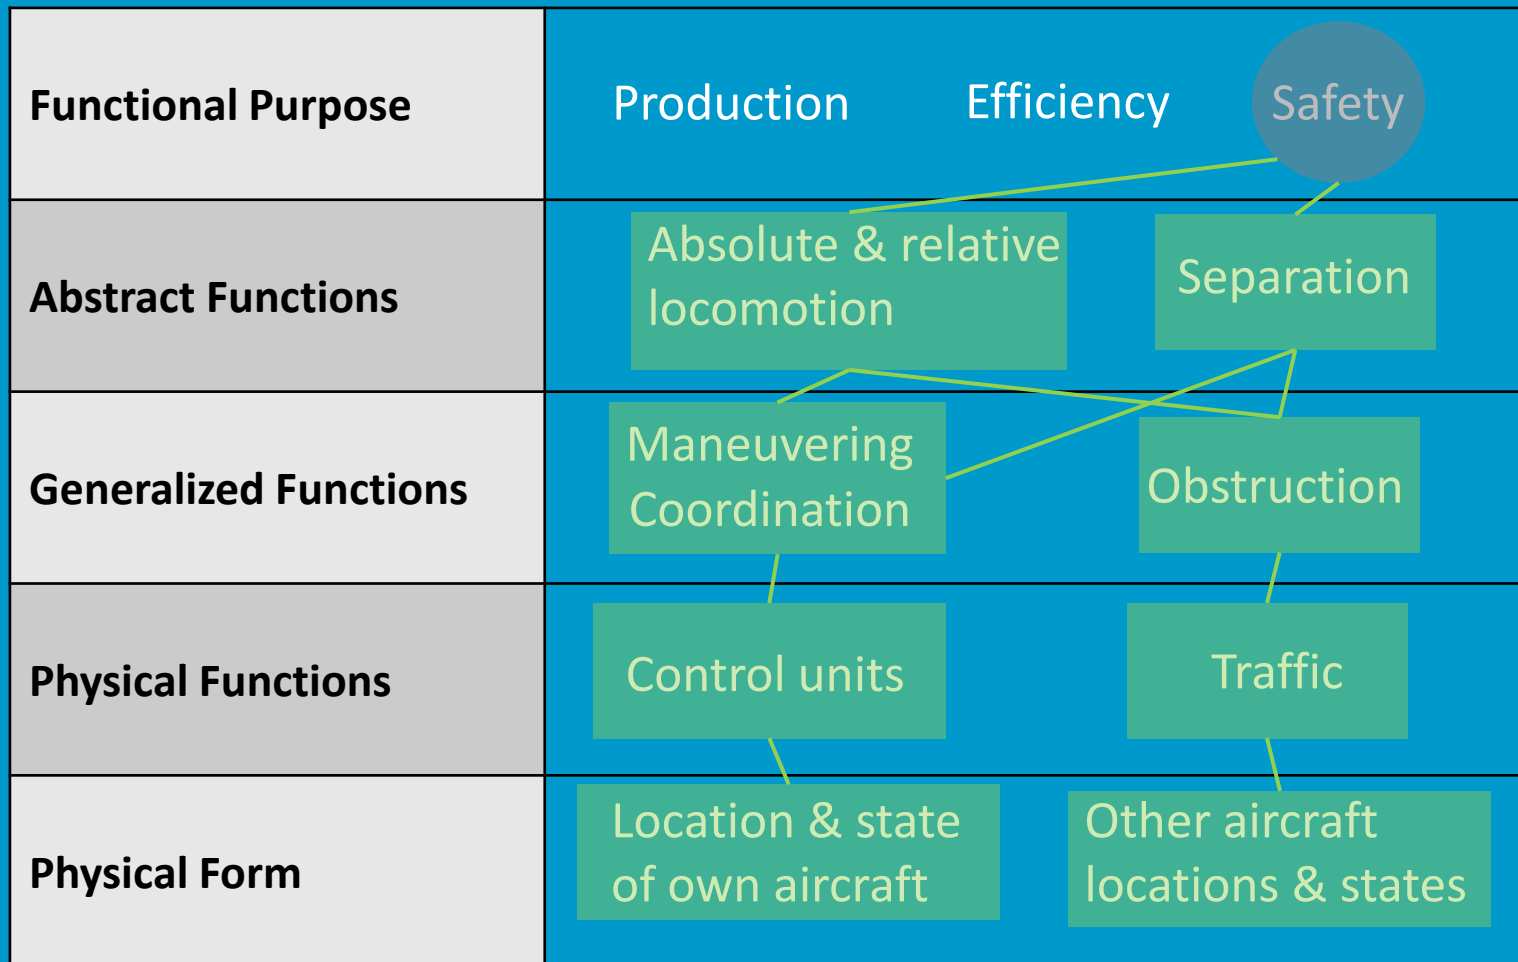 Functional Purpose
Production
Efficiency
Safety
Abstract Functions
Absolute & relative
locomotion
Separation
Generalized Functions
Maneuvering
Coordination
Obstruction
Physical Functions
Control units
Traffic
Physical Form
Location & state
of own aircraft
Other aircraft
locations & states